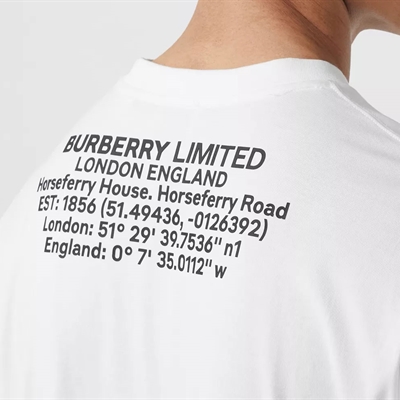 BURBERRY LIMITED
LONDON ENGLAND
Horseferry House. Horseferry Road
EST: 1856 (51.49436, -0126392)
London: 51° 29' 39.7536" n1
England: 0° 7' 35.0112" w